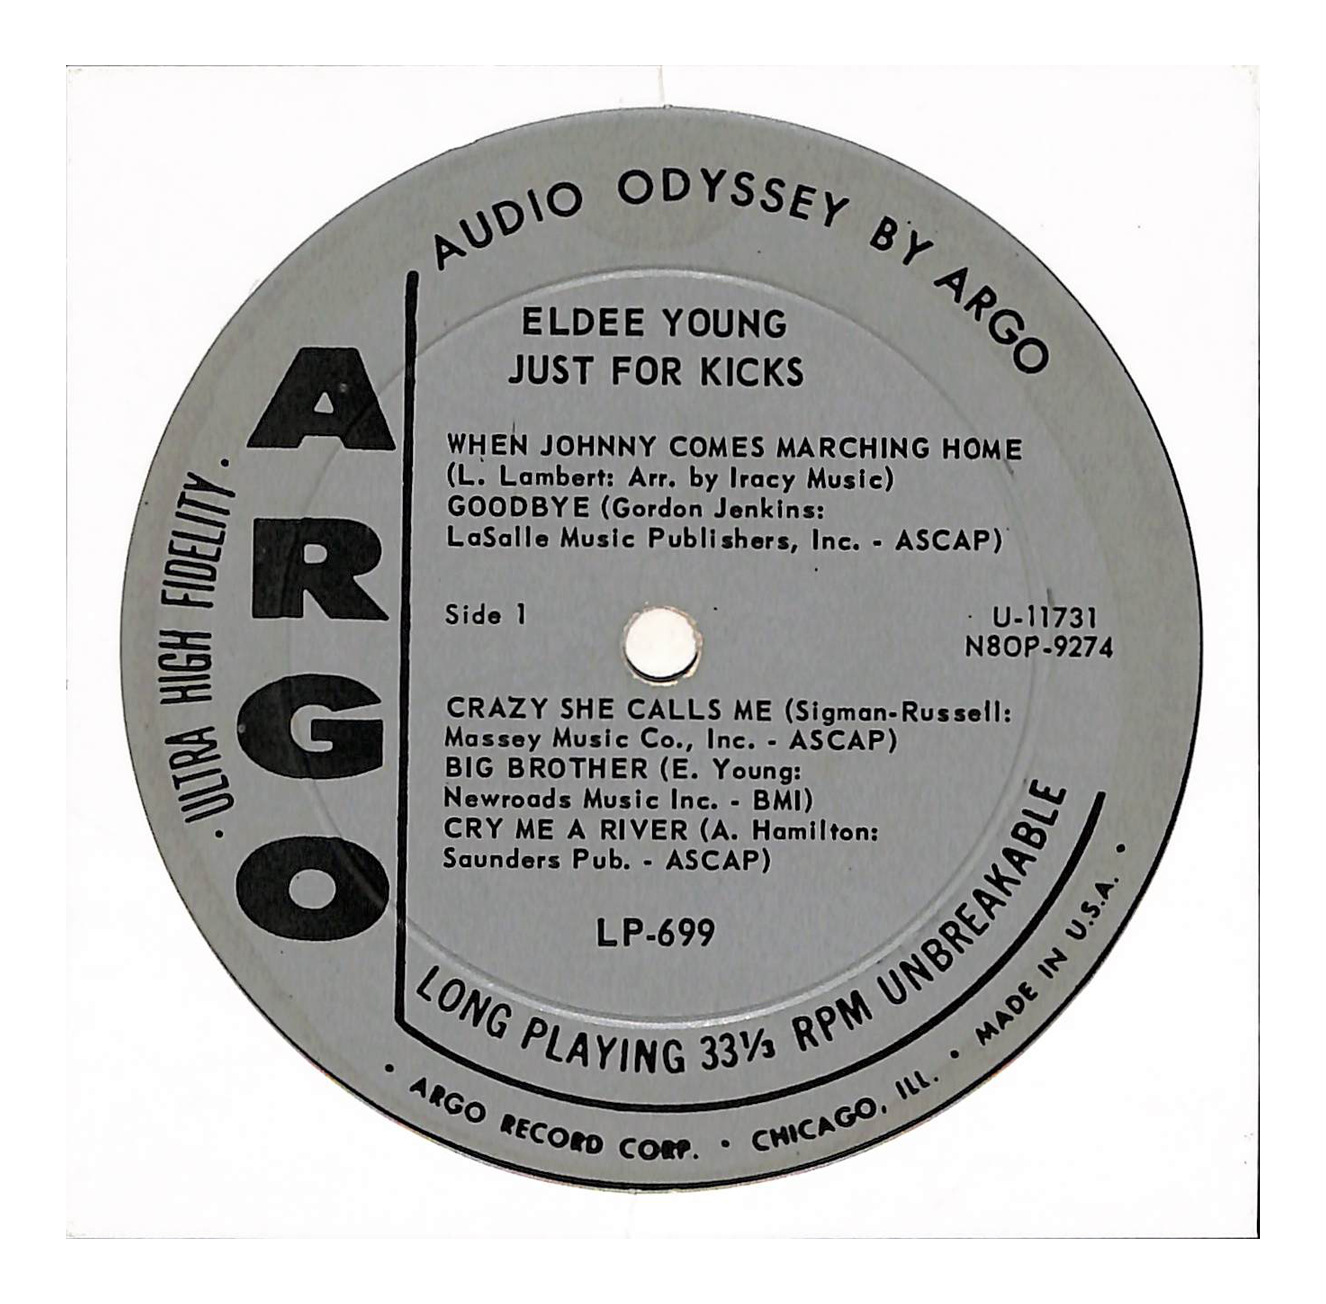 AUDIO ODYSSEY BY ARGO
ARGO
. ULTRA HIGH FIDELITY .
ELDEE YOUNG
JUST FOR KICKS
WHEN JOHNNY COMES MARCHING HOME
(L. Lambert: Arr. by Iracy Music)
GOODBYE (Gordon Jenkins:
LaSalle Music Publishers, Inc. - ASCAP)
Side 1
U-11731
N8OP-9274
CRAZY SHE CALLS ME (Sigman-Russell:
Massey Music Co., Inc. - ASCAP)
BIG BROTHER (E. Young:
Newroads Music Inc. - BMI)
CRY ME A RIVER (A. Hamilton:
Saunders Pub. - ASCAP)
LP-699
LONG PLAYING 33⅓ RPM UNBREAKABLE
• ARGO RECORD CORP. • CHICAGO, ILL. • MADE IN U.S.A. •